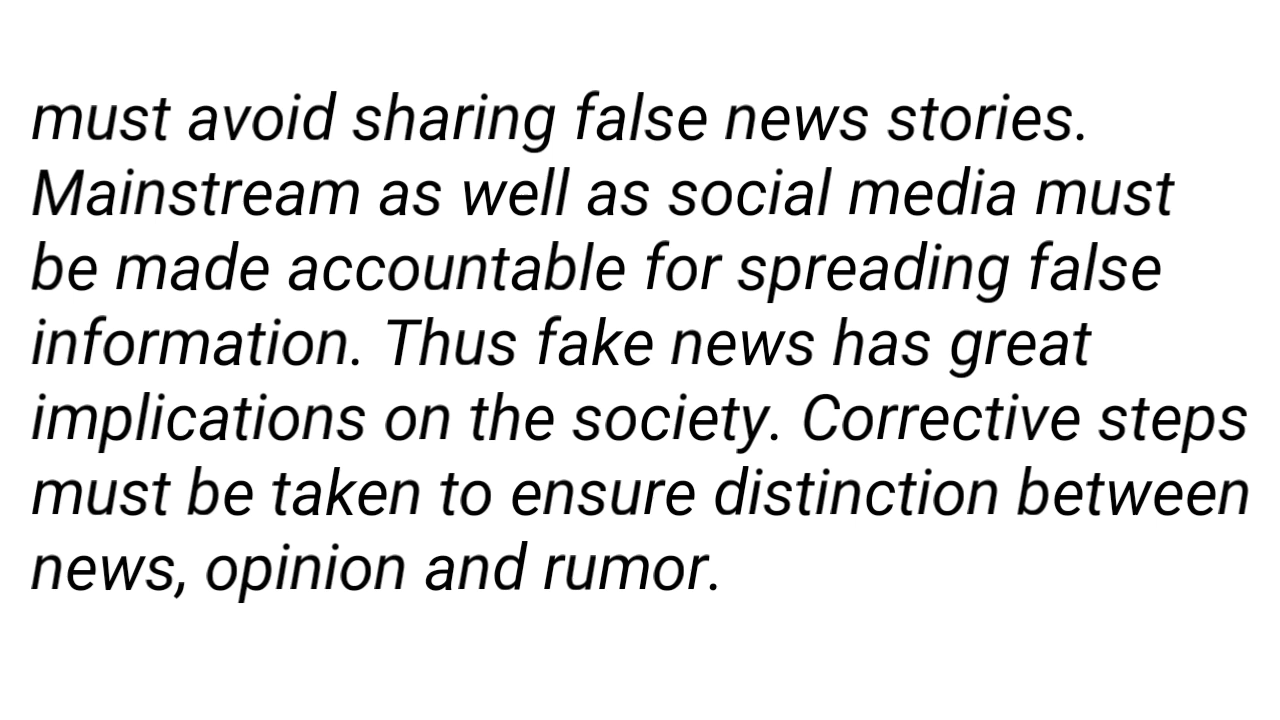 must avoid sharing false news stories.
Mainstream as well as social media must
be made accountable for spreading false
information. Thus fake news has great
implications on the society. Corrective steps
must be taken to ensure distinction between
news, opinion and rumor.